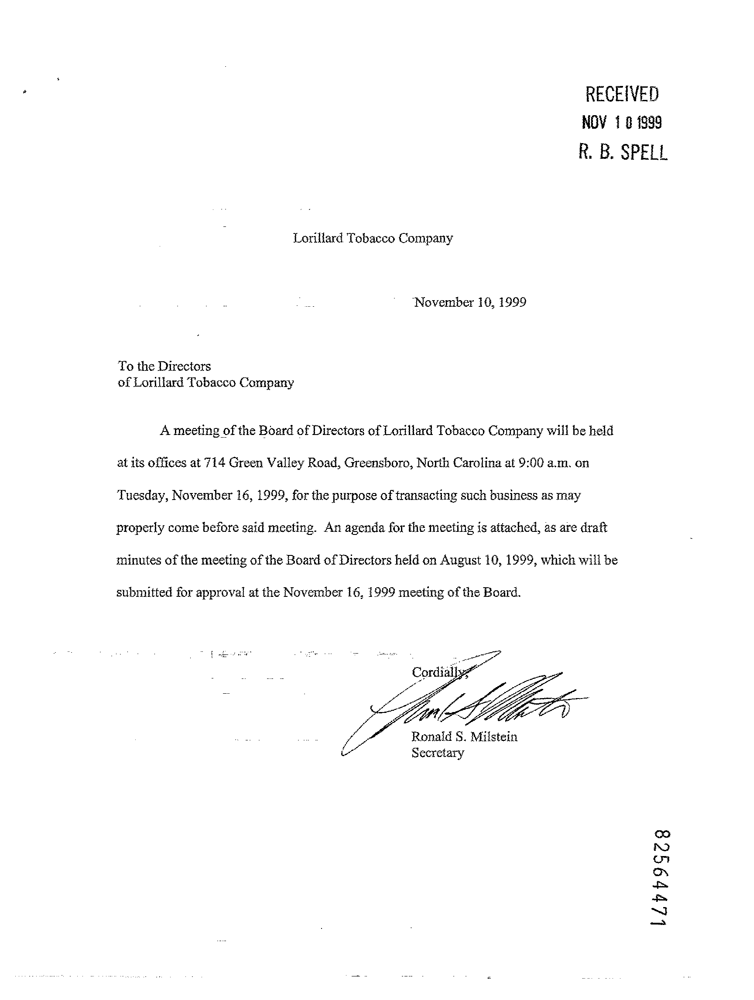 RECEIVED
NOV 10 1999
R. B. SPELL
Lorillard Tobacco Company
November 10, 1999
To the Directors
of Lorillard Tobacco Company
A meeting of the Board of Directors of Lorillard Tobacco Company will be held
at its offices at 714 Green Valley Road, Greensboro, North Carolina at 9:00 a.m. on
Tuesday, November 16, 1999, for the purpose of transacting such business as may
properly come before said meeting.  An agenda for the meeting is attached, as are draft
minutes of the meeting of the Board of Directors held on August 10, 1999, which will be
submitted for approval at the November 16, 1999 meeting of the Board.
Cordially,
Ronald S. Milstein
Secretary
82564471